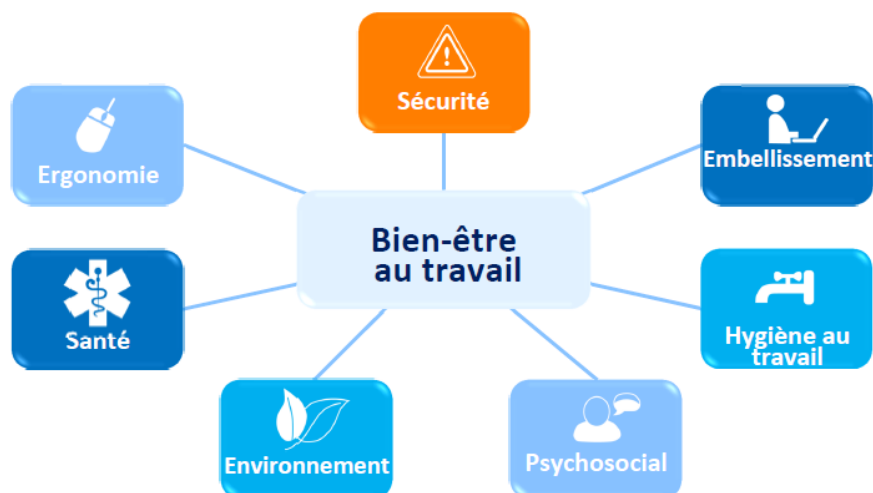 Sécurité
Ergonomie
Embellissement
Bien-être
au travail
Santé
Hygiène au
travail
Environnement
Psychosocial